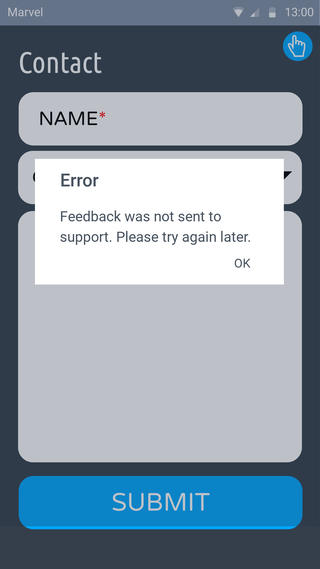 Marvel 13:00
Contact
NAME*
Error
Feedback was not sent to
support. Please try again later.
OK
SUBMIT